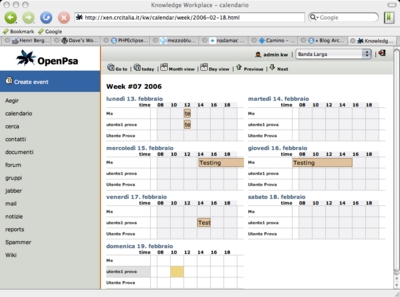 Knowledge Workplace – calendario
http://xen.crcitalia.it/kw/calendar/week/2006-02-18.html
Google
Bookmark Google
Henri Berg... Dave's Wo... PHPEclipse mezzoblu... nadamac Camino - ... Blog Arc... Knowledg...
OpenPsa
admin kw Banda Larga
Create event
Go to today Month view Day view Previous Next
Aegir
calendario
cerca
contatti
documenti
forum
gruppi
jabber
mail
notizie
reports
Spammer
Wiki
Week #07 2006
lunedì 13. febbraio
time 08 10 12 14 16 18
Me
te
utente1 prova
te
Utente Prova
martedì 14. febbraio
time 08 10 12 14 16 18
Me
utente1 prova
Utente Prova
mercoledì 15. febbraio
time 08 10 12 14 16 18
Me
Testing
utente1 prova
Utente Prova
giovedì 16. febbraio
time 08 10 12 14 16 18
Me
Testing
utente1 prova
Utente Prova
venerdì 17. febbraio
time 08 10 12 14 16 18
Me
utente1 prova
Test
Utente Prova
sabato 18. febbraio
time 08 10 12 14 16 18
Me
utente1 prova
Utente Prova
domenica 19. febbraio
time 08 10 12 14 16 18
Me
utente1 prova
Utente Prova